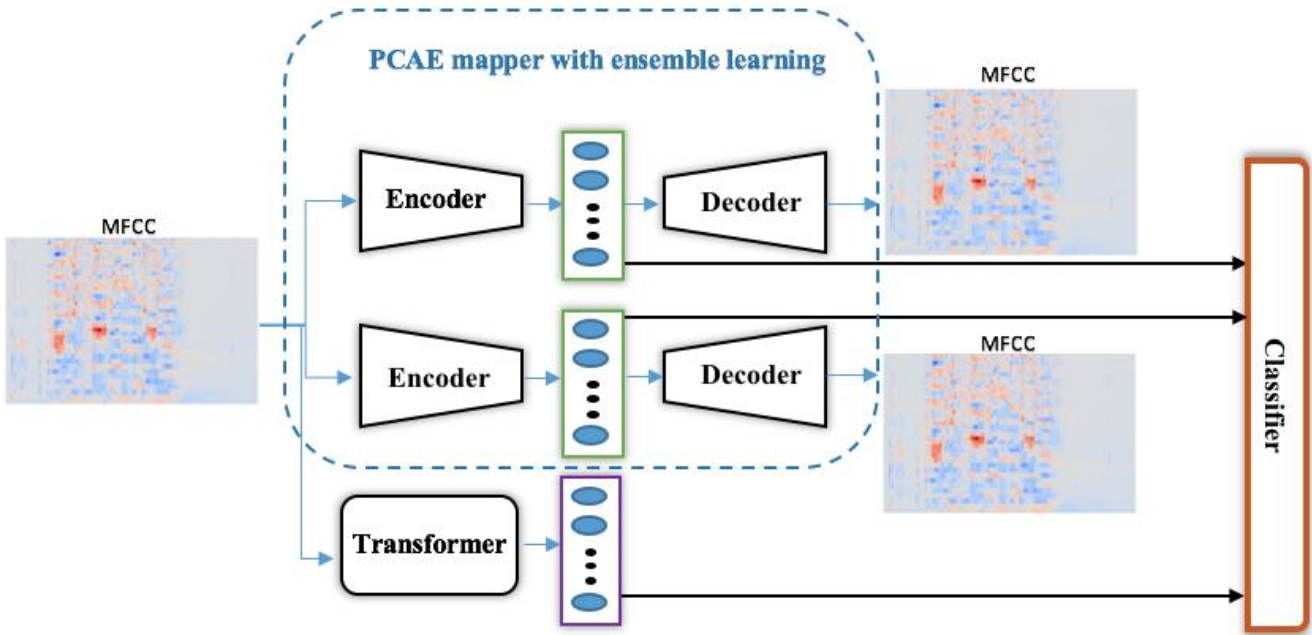 PCAE mapper with ensemble learning
MFCC
Encoder
Decoder
MFCC
Encoder
Decoder
MFCC
Transformer
Classifier